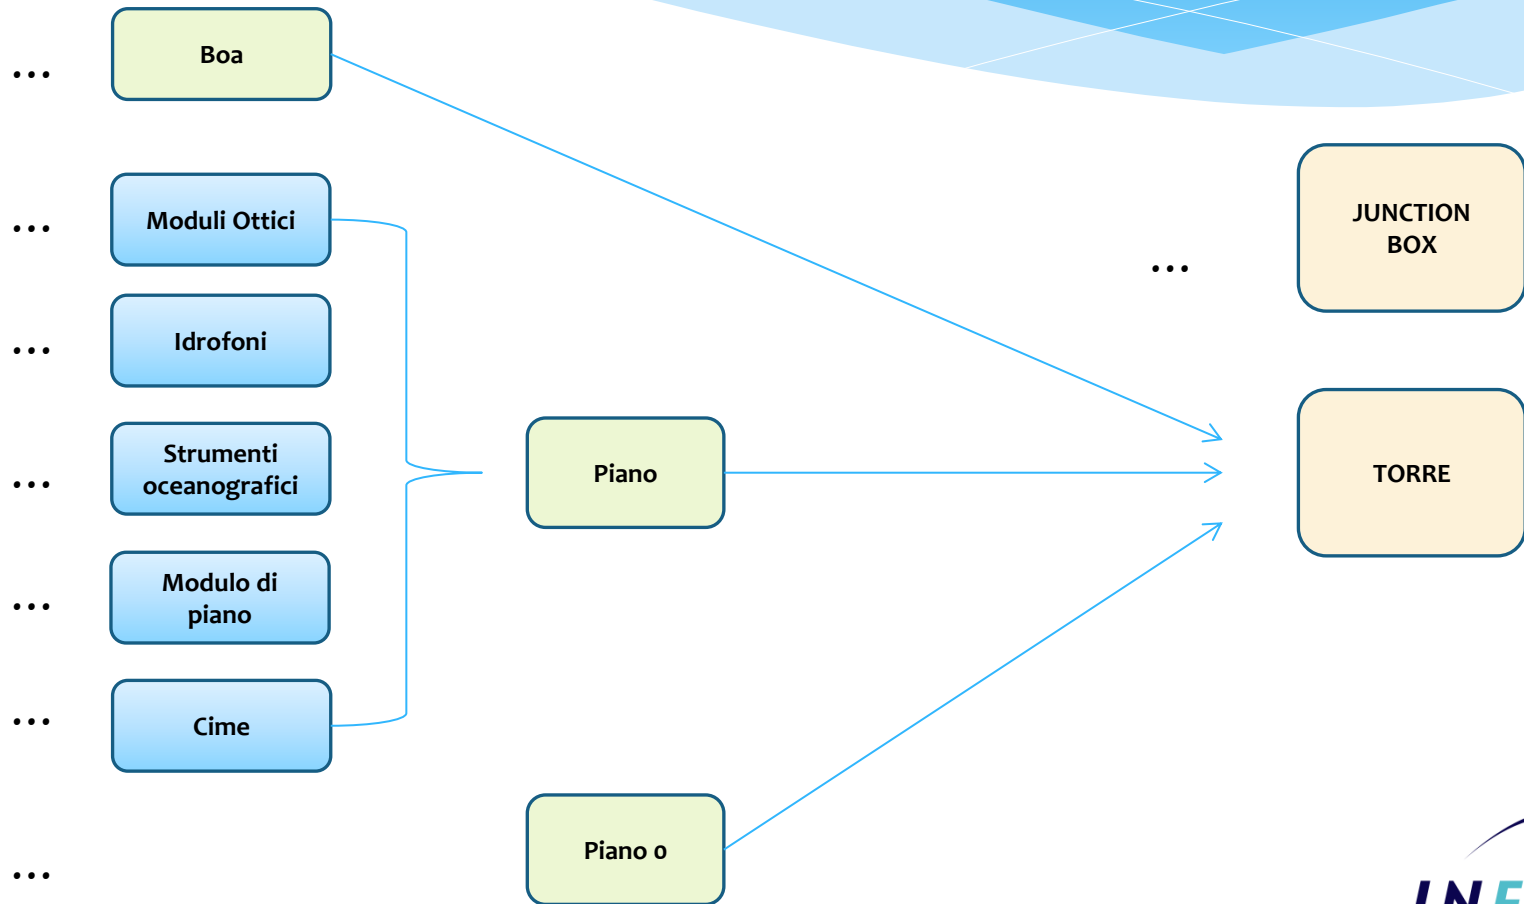 Boa
...
Moduli Ottici
...
JUNCTION
BOX
...
Idrofoni
...
Strumenti
oceanografici
...
Piano
TORRE
Modulo di
piano
...
Cime
...
Piano 0
...